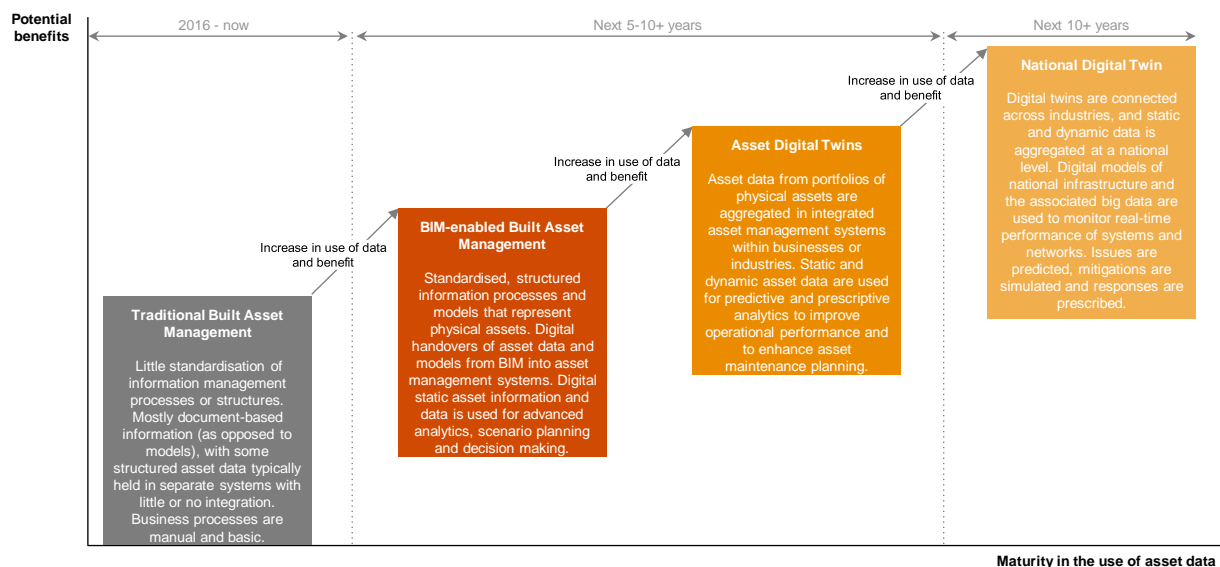 Potential
benefits
2016 - now
Next 5-10+ years
Next 10+ years
Increase in use of data
and benefit
Increase in use of data
and benefit
Increase in use of data
and benefit
Traditional Built Asset
Management
Little standardisation of
information management
processes or structures.
Mostly document-based
information (as opposed to
models), with some
structured asset data typically
held in separate systems with
little or no integration.
Business processes are
manual and basic.
BIM-enabled Built Asset
Management
Standardised, structured
information processes and
models that represent
physical assets. Digital
handovers of asset data and
models from BIM into asset
management systems. Digital
static asset information and
data is used for advanced
analytics, scenario planning
and decision making.
Asset Digital Twins
Asset data from portfolios of
physical assets are
aggregated in integrated
asset management systems
within businesses or
industries. Static and
dynamic asset data are used
for predictive and prescriptive
analytics to improve
operational performance and
to enhance asset
maintenance planning.
National Digital Twin
Digital twins are connected
across industries, and static
and dynamic data is
aggregated at a national
level. Digital models of
national infrastructure and
the associated big data are
used to monitor real-time
performance of systems and
networks. Issues are
predicted, mitigations are
simulated and responses are
prescribed.
Maturity in the use of asset data